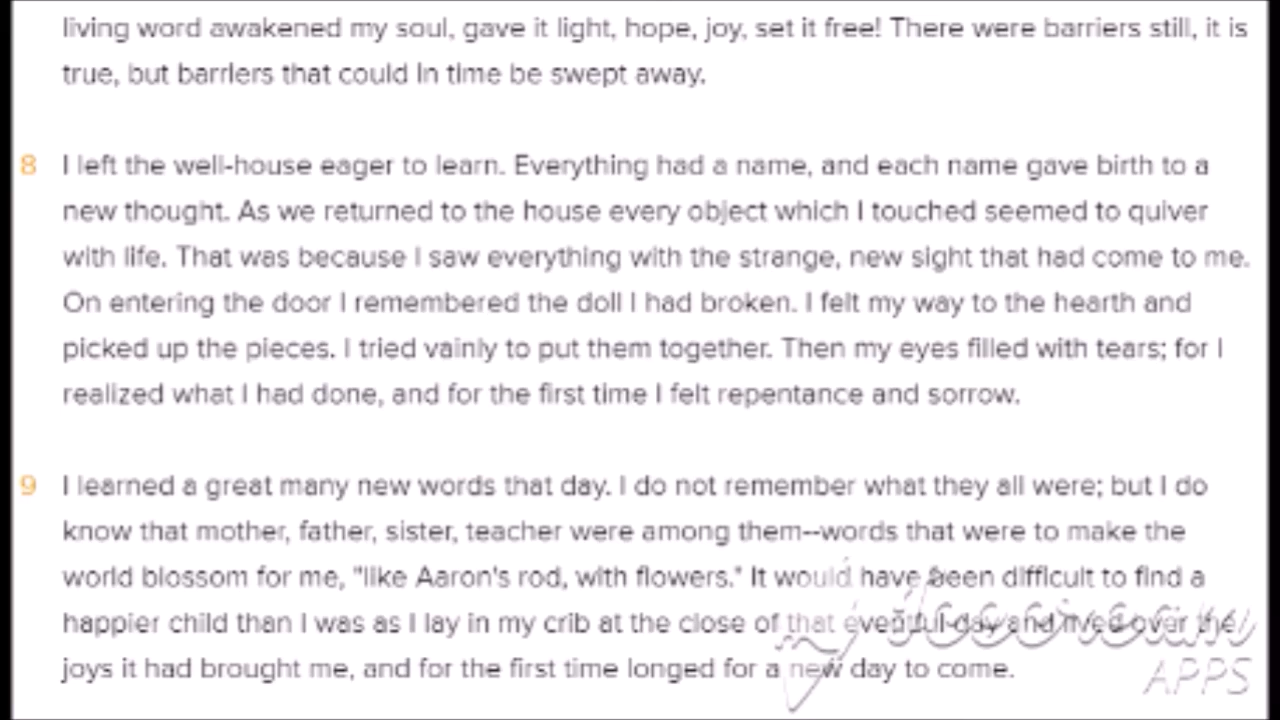 living word awakened my soul, gave it light, hope, joy, set it free! There were barriers still, it is
true, but barriers that could in time be swept away.
8 I left the well-house eager to learn. Everything had a name, and each name gave birth to a
new thought. As we returned to the house every object which I touched seemed to quiver
with life. That was because I saw everything with the strange, new sight that had come to me.
On entering the door I remembered the doll I had broken. I felt my way to the hearth and
picked up the pieces. I tried vainly to put them together. Then my eyes filled with tears; for I
realized what I had done, and for the first time I felt repentance and sorrow.
9 I learned a great many new words that day. I do not remember what they all were; but I do
know that mother, father, sister, teacher were among them--words that were to make the
world blossom for me, "like Aaron's rod, with flowers." It would have been difficult to find a
happier child than I was as I lay in my crib at the close of that eventful day and lived over the
joys it had brought me, and for the first time longed for a new day to come.
APPS